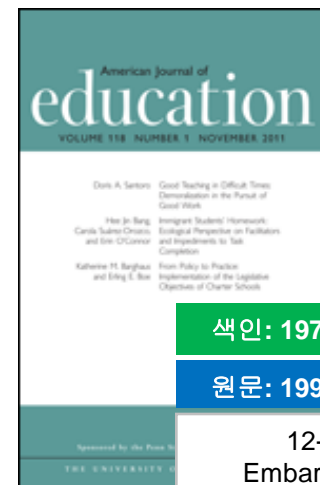 American Journal of
education
VOLUME 118 NUMBER 1 NOVEMBER 2011
Doris A. Santoro Good Teaching in Difficult Times:
Demoralization in the Pursuit of
Good Work
Hee Jin Bang, Immigrant Students' Homework:
Carola Suárez-Orozco, Ecological Perspective on Facilitators
and Erin O'Connor and Impediments to Task
Completion
Katherine M. Barghaus From Policy to Practice:
and Erling E. Boe Implementation of the Legislative
Objectives of Charter Schools
색인: 197
원문: 199
12-
Embar
Sponsored by the Penn St
THE UNIVERSITY O